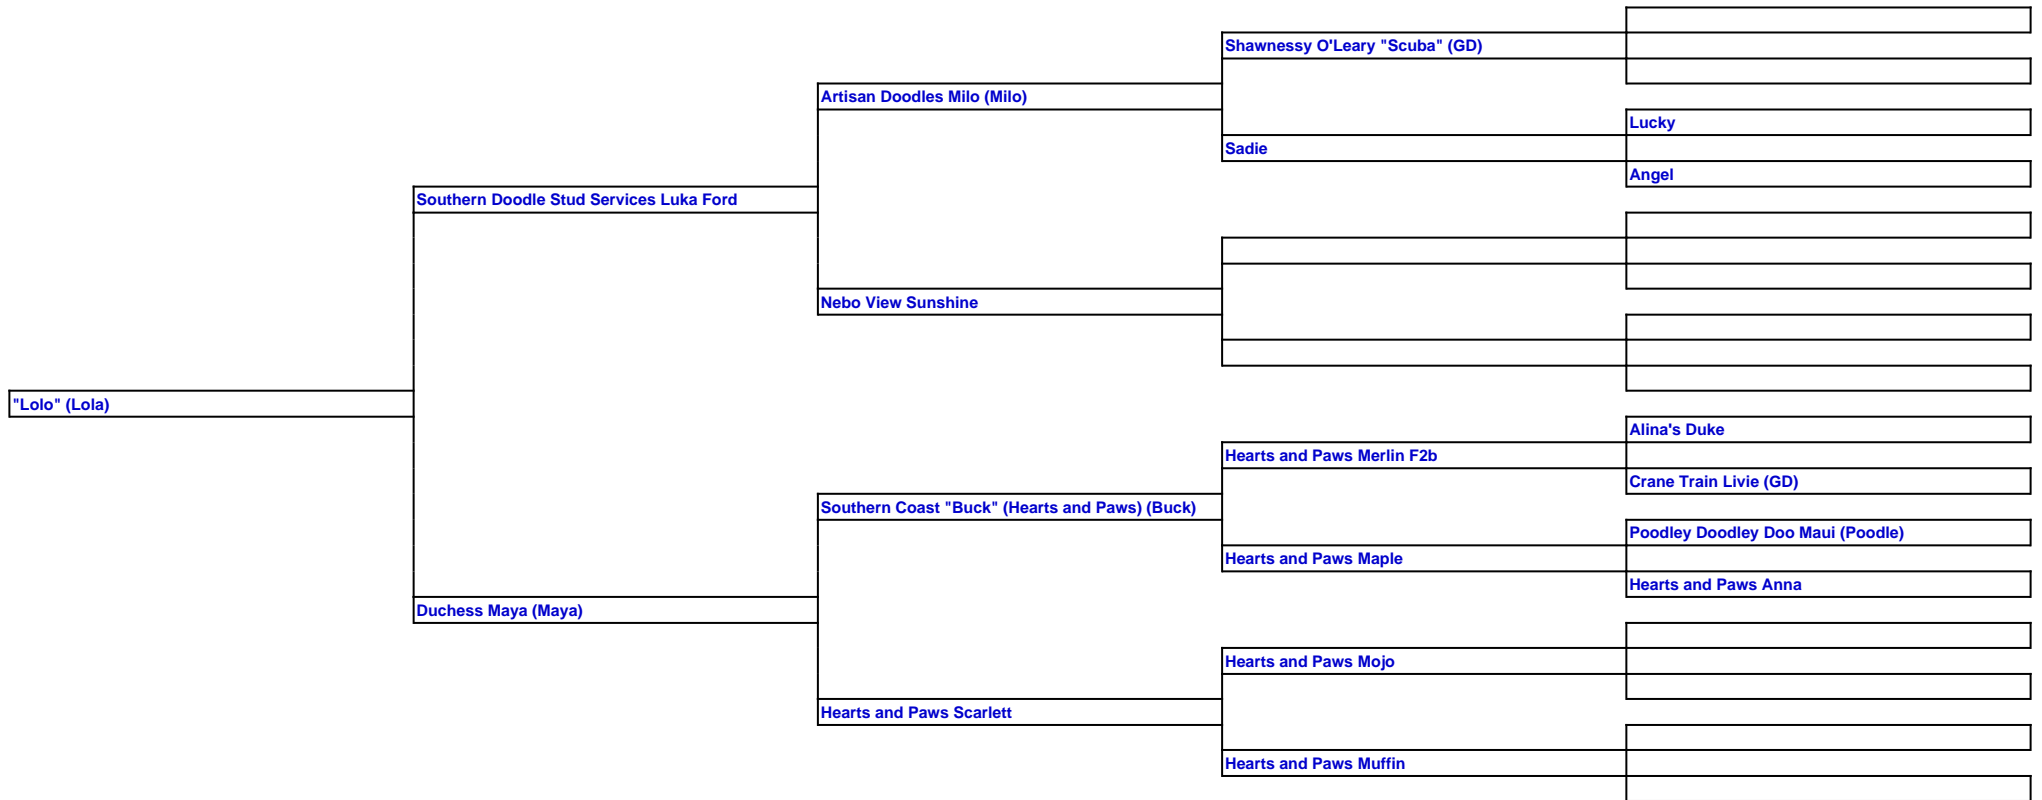 Shawnessy O'Leary "Scuba" (GD)
Artisan Doodles Milo (Milo)
Lucky
Sadie
Angel
Southern Doodle Stud Services Luka Ford
Nebo View Sunshine
"Lolo" (Lola)
Alina's Duke
Hearts and Paws Merlin F2b
Crane Train Livie (GD)
Southern Coast "Buck" (Hearts and Paws) (Buck)
Poodley Doodley Doo Maui (Poodle)
Hearts and Paws Maple
Hearts and Paws Anna
Duchess Maya (Maya)
Hearts and Paws Mojo
Hearts and Paws Scarlett
Hearts and Paws Muffin